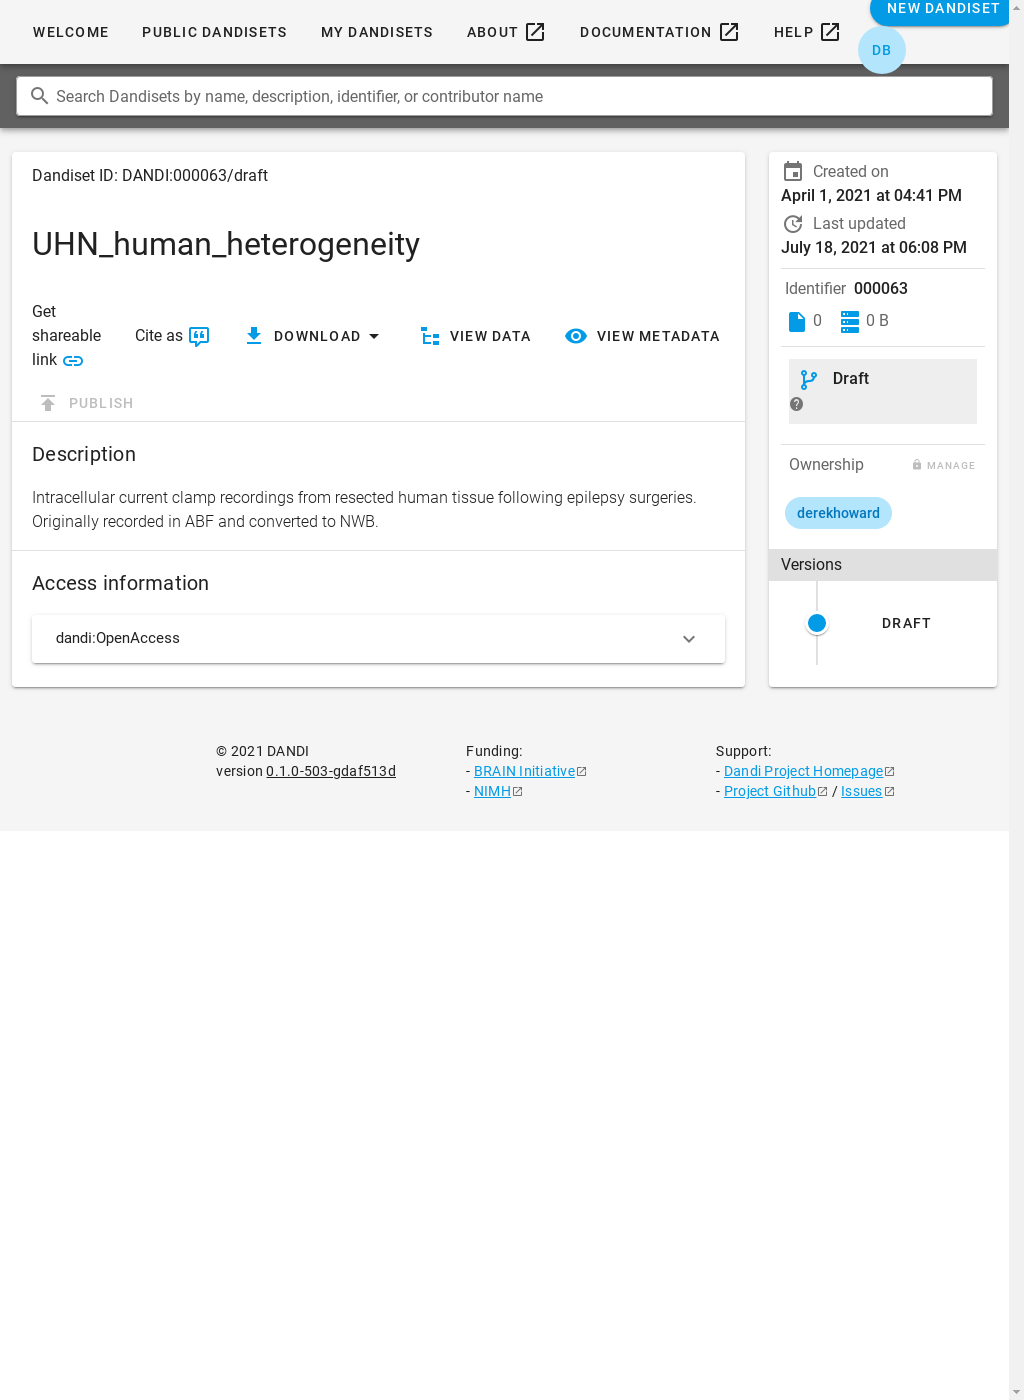 WELCOME PUBLIC DANDISETS MY DANDISETS ABOUT DOCUMENTATION HELP NEW DANDISET
DB
Search Dandisets by name, description, identifier, or contributor name
Dandiset ID: DANDI:000063/draft
UHN_human_heterogeneity
Get
shareable
link
Cite as
DOWNLOAD
VIEW DATA
VIEW METADATA
PUBLISH
Description
Intracellular current clamp recordings from resected human tissue following epilepsy surgeries.
Originally recorded in ABF and converted to NWB.
Access information
dandi:OpenAccess
Created on
April 1, 2021 at 04:41 PM
Last updated
July 18, 2021 at 06:08 PM
Identifier 000063
0 0 B
Draft
Ownership MANAGE
derekhoward
Versions
DRAFT
© 2021 DANDI
version 0.1.0-503-gdaf513d
Funding:
- BRAIN Initiative
- NIMH
Support:
- Dandi Project Homepage
- Project Github / Issues